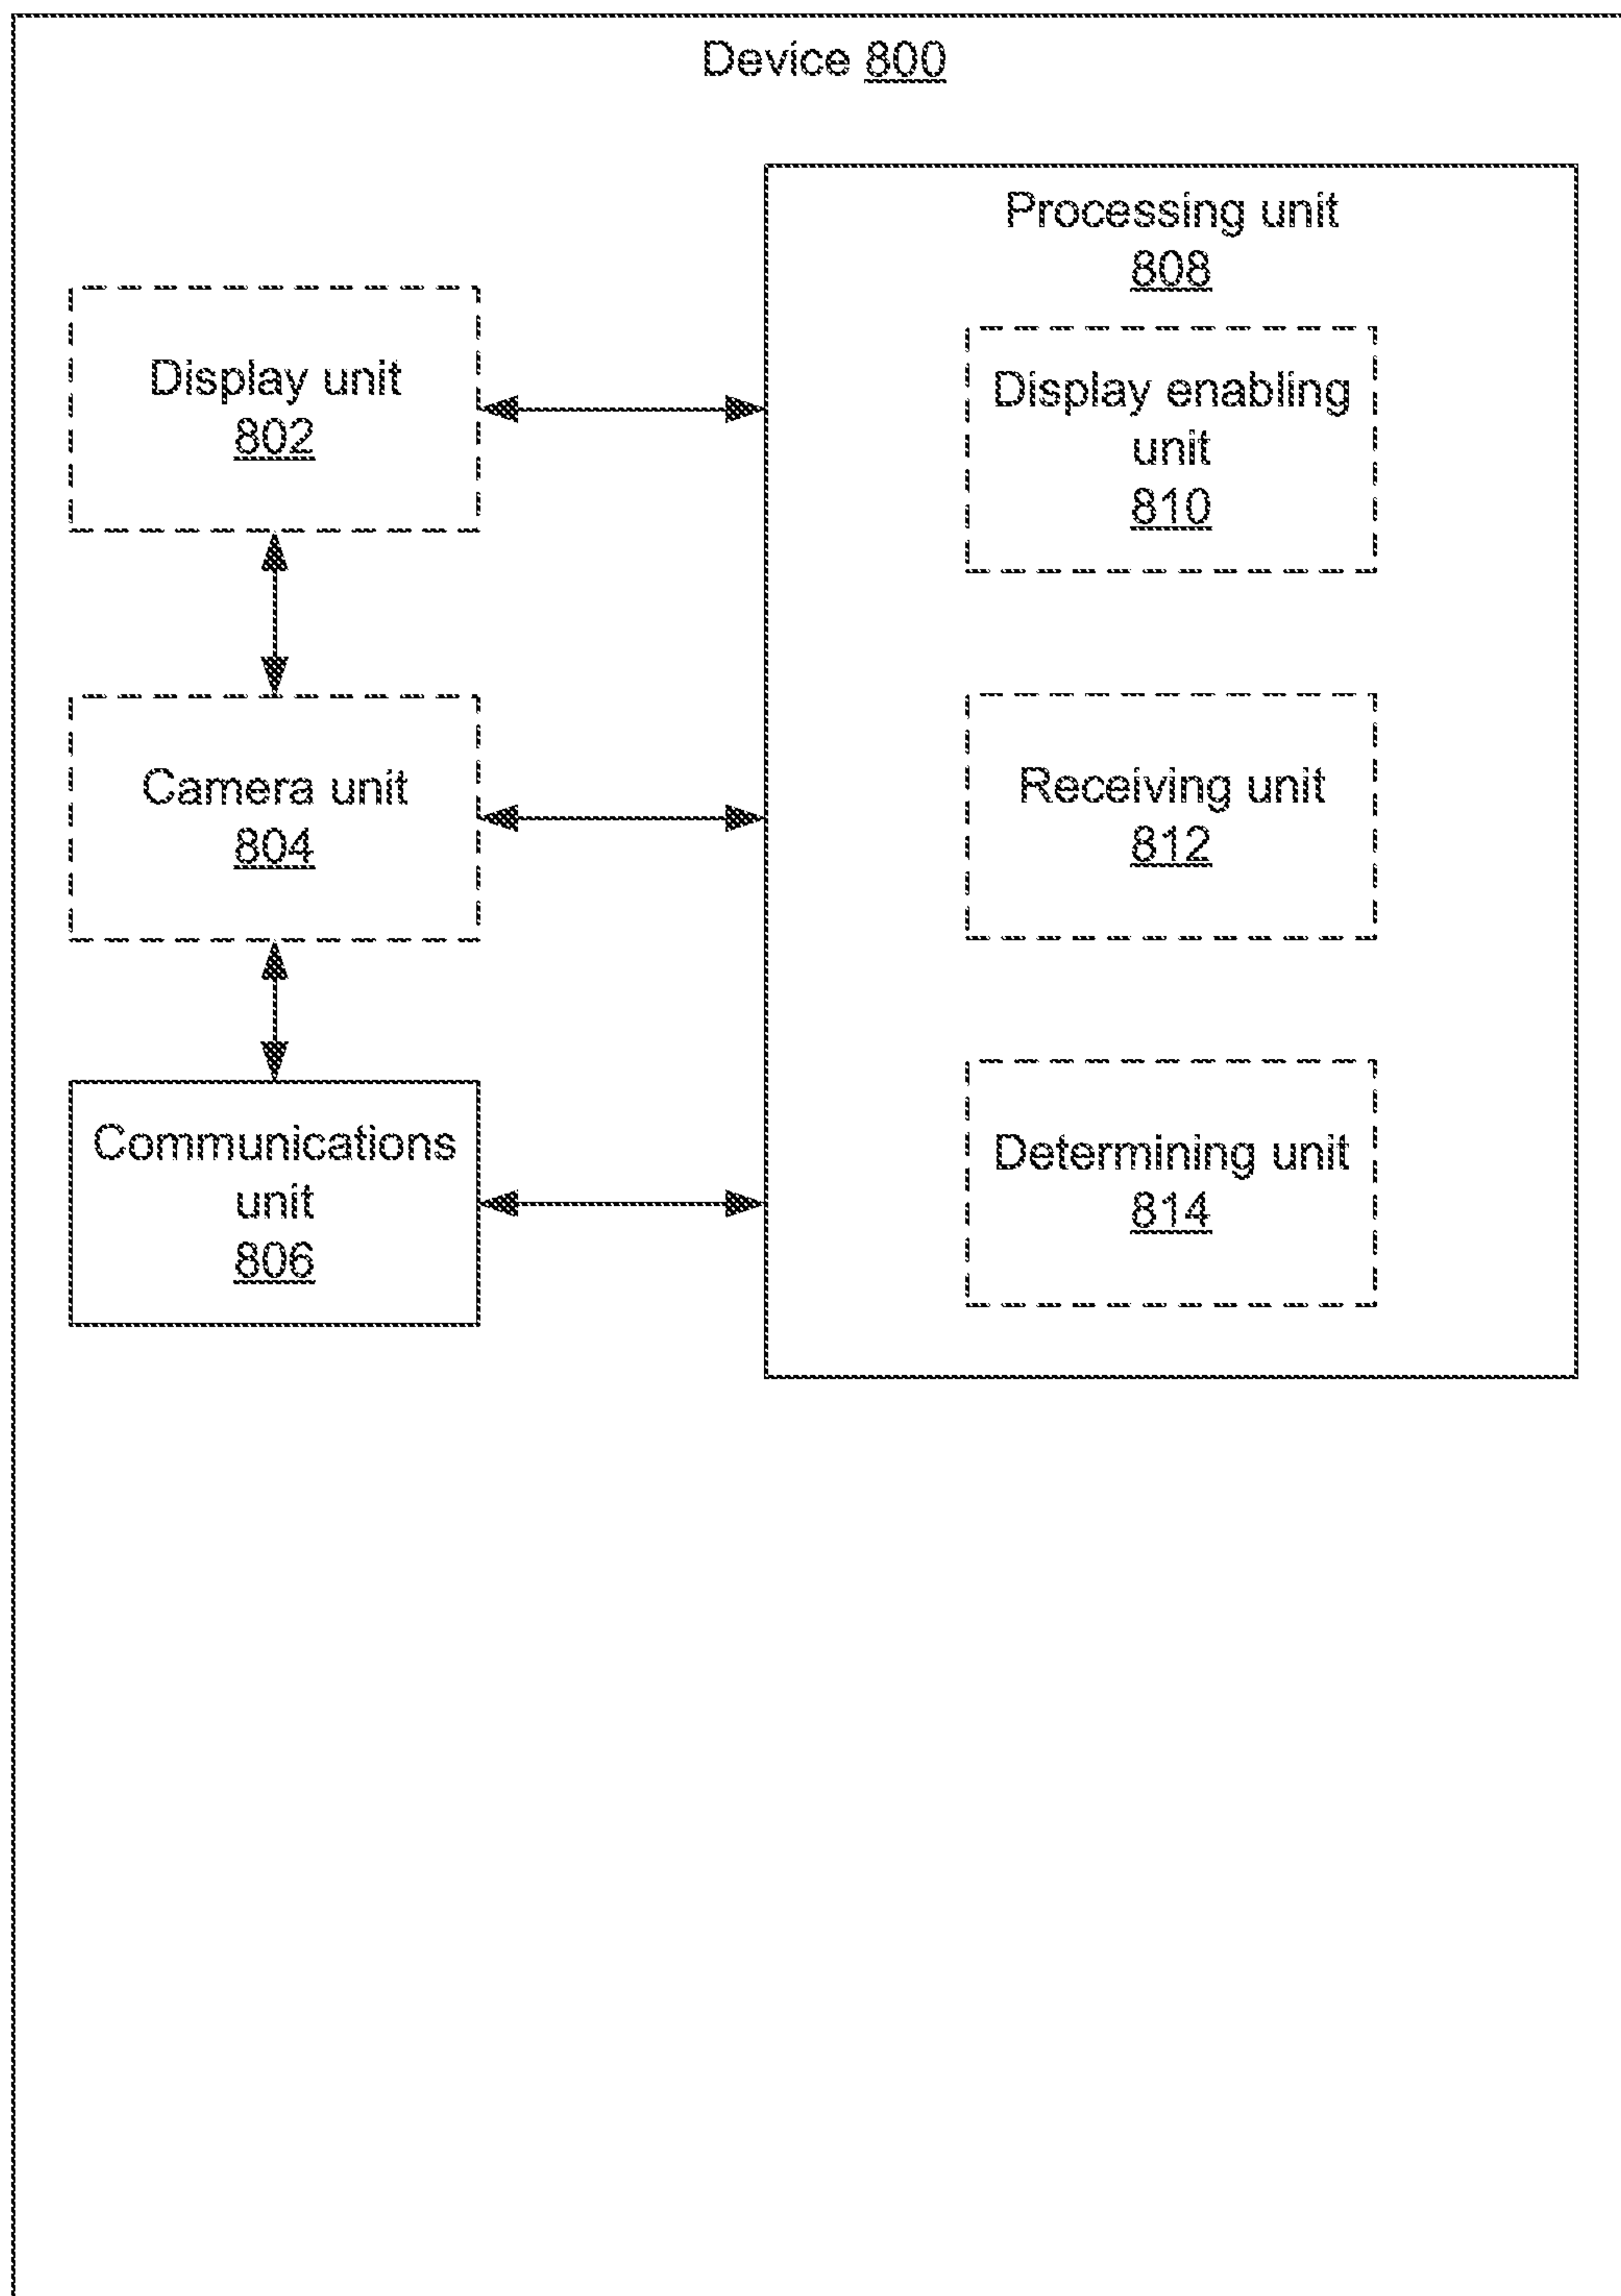 Device 800
Processing unit
808
Display unit
802
Display enabling
unit
810
Camera unit
804
Receiving unit
812
Communications
unit
806
Determining unit
814